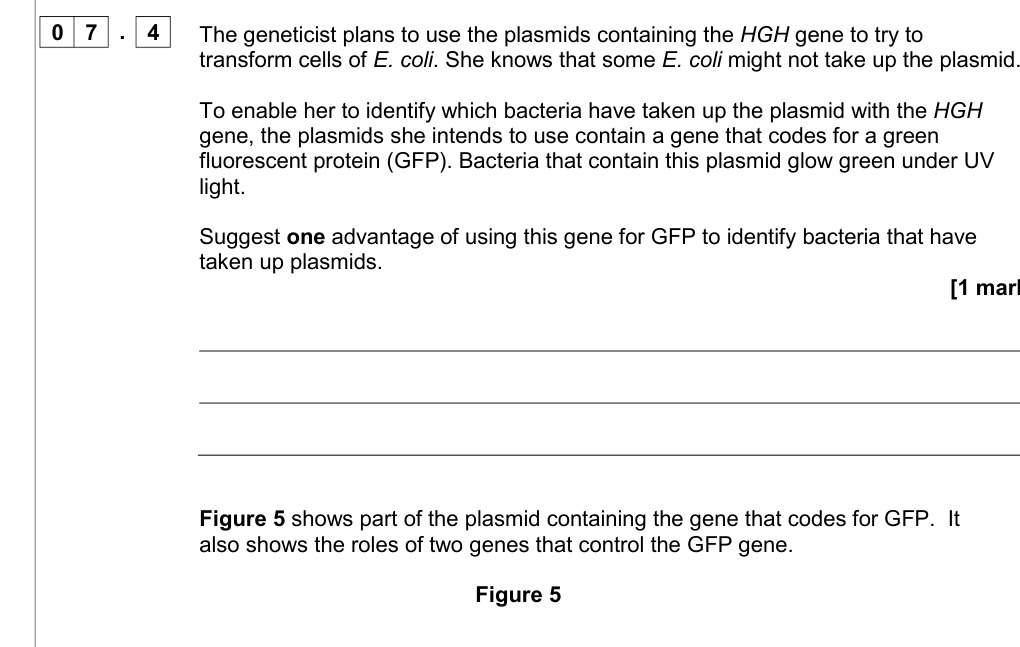 07.4 The geneticist plans to use the plasmids containing the HGH gene to try to
transform cells of E. coli. She knows that some E. coli might not take up the plasmid.
To enable her to identify which bacteria have taken up the plasmid with the HGH
gene, the plasmids she intends to use contain a gene that codes for a green
fluorescent protein (GFP). Bacteria that contain this plasmid glow green under UV
light.
Suggest one advantage of using this gene for GFP to identify bacteria that have
taken up plasmids.
[1 mark
Figure 5 shows part of the plasmid containing the gene that codes for GFP. It
also shows the roles of two genes that control the GFP gene.
Figure 5